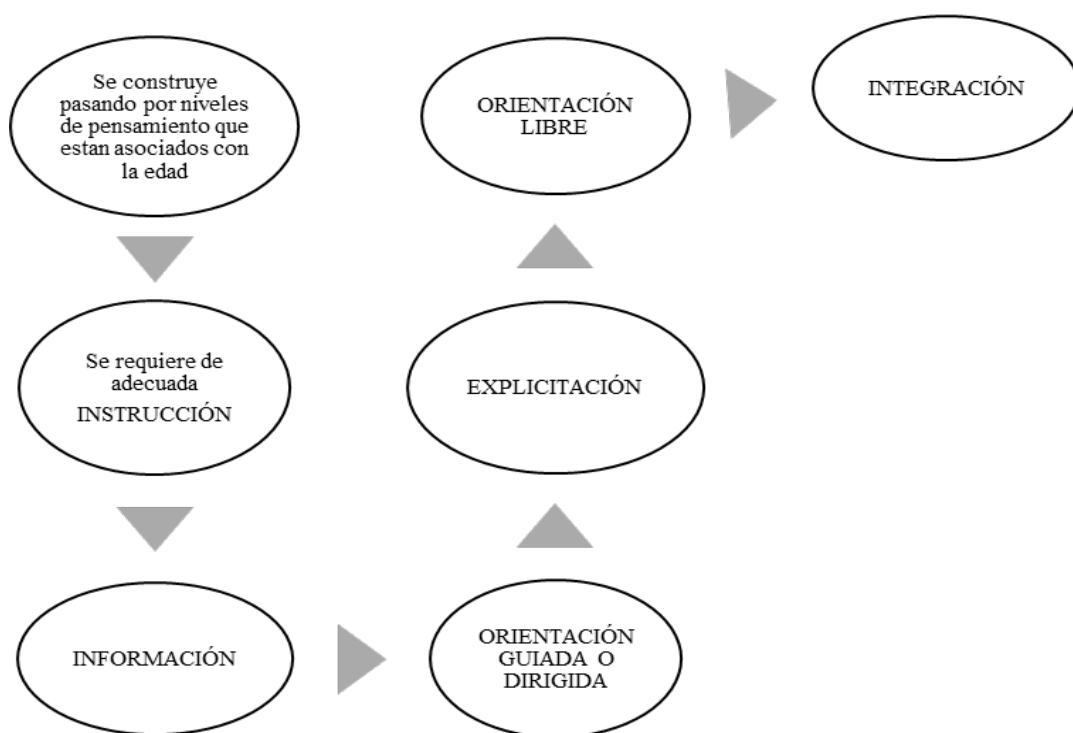 Se construye
pasando por niveles
de pensamiento que
estan asociados con
la edad
Se requiere de
adecuada
INSTRUCCIÓN
INFORMACIÓN
ORIENTACIÓN
GUIADA O
DIRIGIDA
EXPLICITACIÓN
ORIENTACIÓN
LIBRE
INTEGRACIÓN